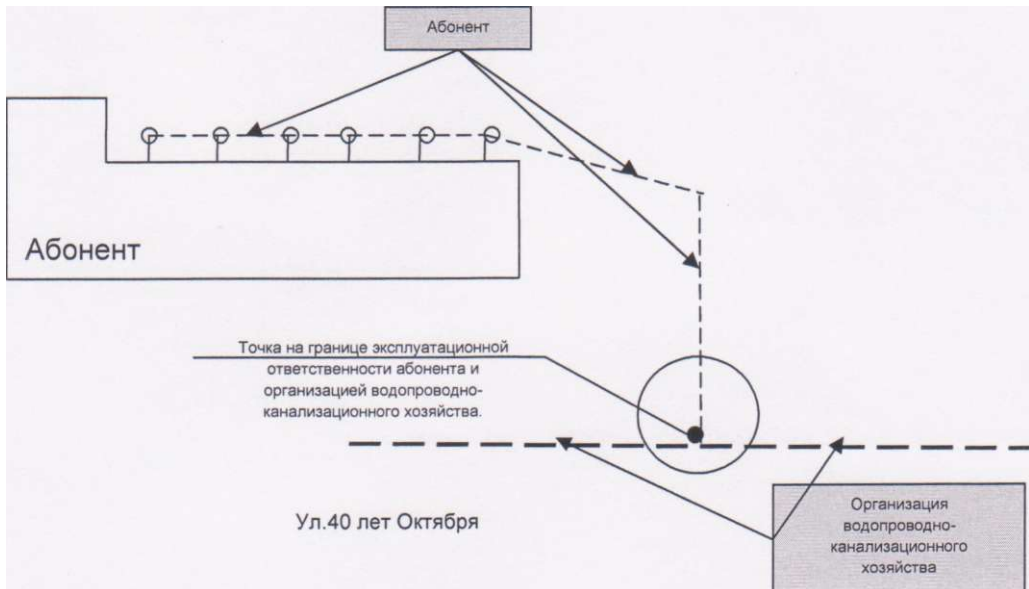 Абонент
Абонент
Точка на границе эксплуатационной
ответственности абонента и
организацией водопроводно-
канализационного хозяйства.
Ул.40 лет Октября
Организация
водопроводно-
канализационного
хозяйства